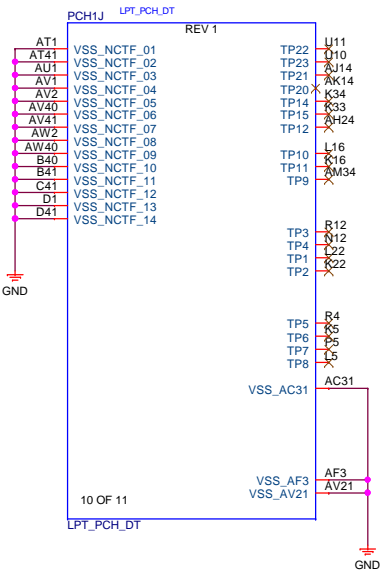 PCH1J LPT_PCH_DT
REV 1
AT1 VSS_NCTF_01 TP22 U11
AT41 VSS_NCTF_02 TP23 U10
AU1 VSS_NCTF_03 TP21 AJ14
AV1 VSS_NCTF_04 TP20 AK14
AV2 VSS_NCTF_05 TP14 K34
AV40 VSS_NCTF_06 TP15 K33
AV41 VSS_NCTF_07 TP12 AH24
AW2 VSS_NCTF_08
AW40 VSS_NCTF_09 TP10 L16
B40 VSS_NCTF_10 TP11 K16
B41 VSS_NCTF_11 TP9 AM34
C41 VSS_NCTF_12
D1 VSS_NCTF_13
D41 VSS_NCTF_14
TP3 R12
TP4 N12
TP1 L22
TP2 K22
GND
TP5 R4
TP6 K5
TP7 P5
TP8 L5
VSS_AC31 AC31
VSS_AF3 AF3
VSS_AV21 AV21
10 OF 11
LPT_PCH_DT
GND